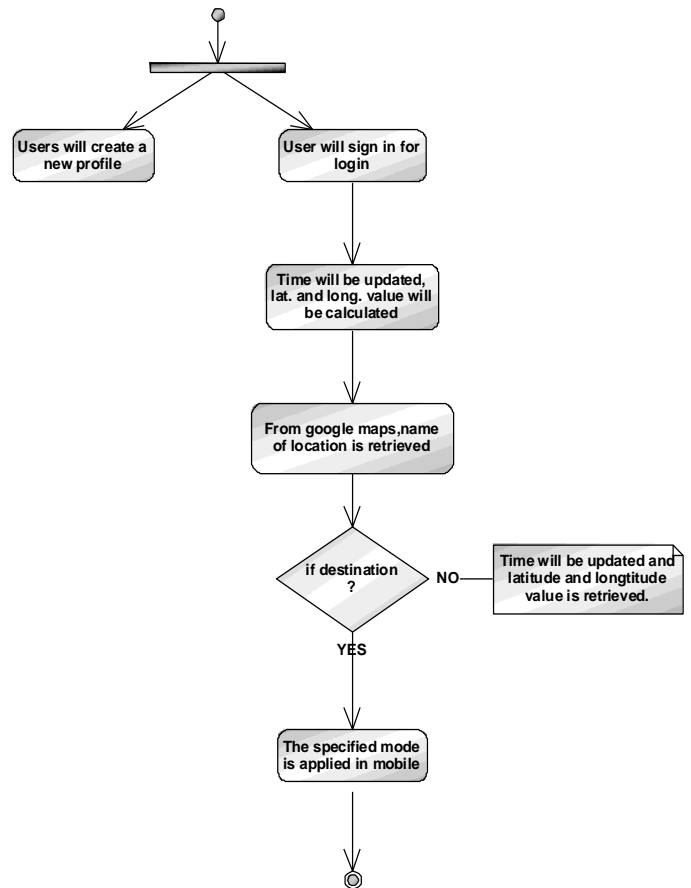 Users will create a
new profile
User will sign in for
login
Time will be updated,
lat. and long. value will
be calculated
From google maps,name
of location is retrieved
if destination
?
NO
Time will be updated and
latitude and longtitude
value is retrieved.
YES
The specified mode
is applied in mobile